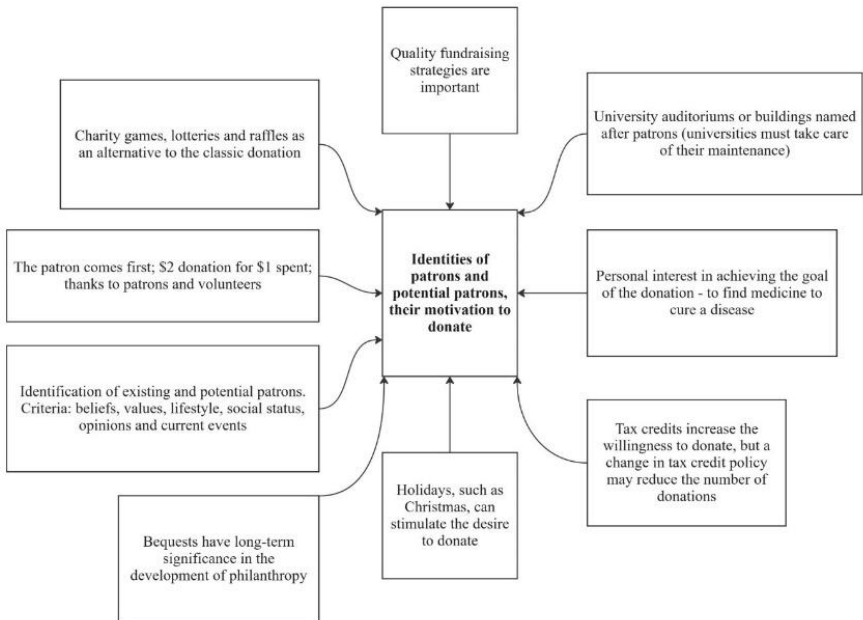 Quality fundraising
strategies are
important
Charity games, lotteries and raffles as
an alternative to the classic donation
University auditoriums or buildings named
after patrons (universities must take care
of their maintenance)
The patron comes first; $2 donation for $1 spent;
thanks to patrons and volunteers
Identities of
patrons and
potential patrons,
their motivation to
donate
Personal interest in achieving the goal
of the donation - to find medicine to
cure a disease
Identification of existing and potential patrons.
Criteria: beliefs, values, lifestyle, social status,
opinions and current events
Tax credits increase the
willingness to donate, but a
change in tax credit policy
may reduce the number of
donations
Holidays, such as
Christmas, can
stimulate the desire
to donate
Bequests have long-term
significance in the
development of philanthropy